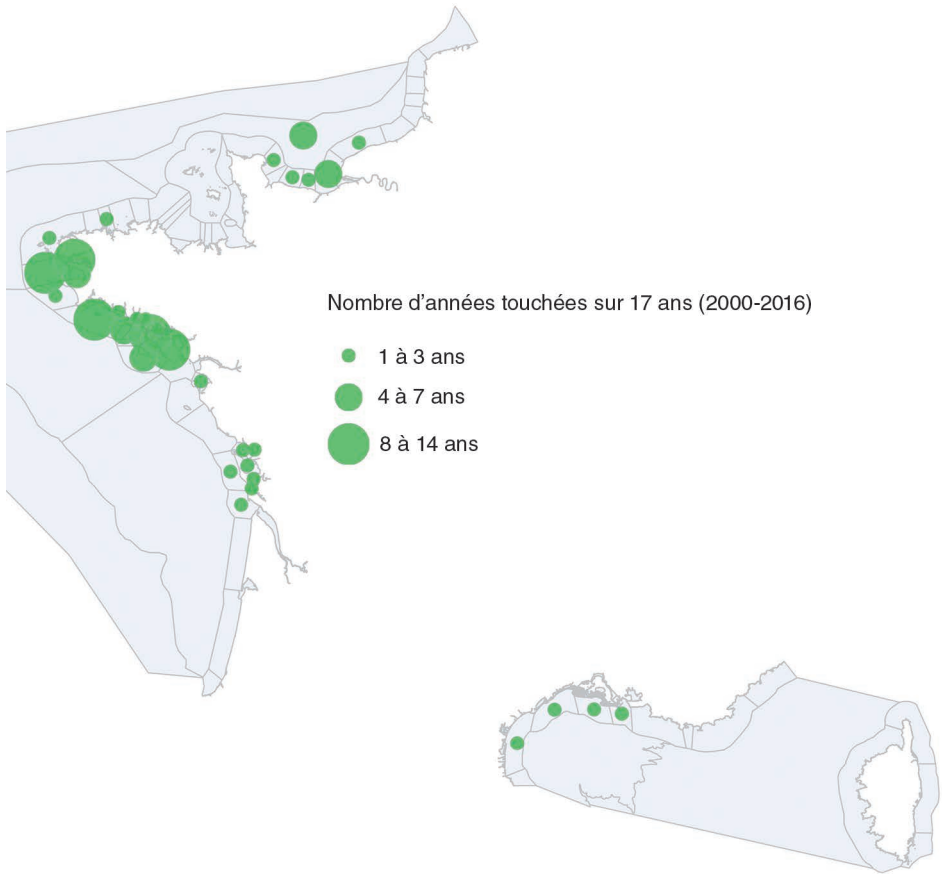 Nombre d'années touchées sur 17 ans (2000-2016)
1 à 3 ans
4 à 7 ans
8 à 14 ans